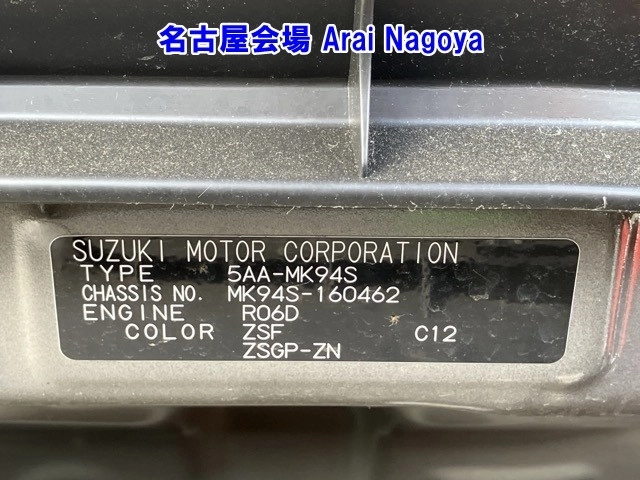 名古屋会場 Arai Nagoya
SUZUKI MOTOR CORPORATION
TYPE 5AA-MK94S
CHASSIS NO. MK94S-160462
ENGINE R06D
COLOR ZSF C12
ZSGP-ZN